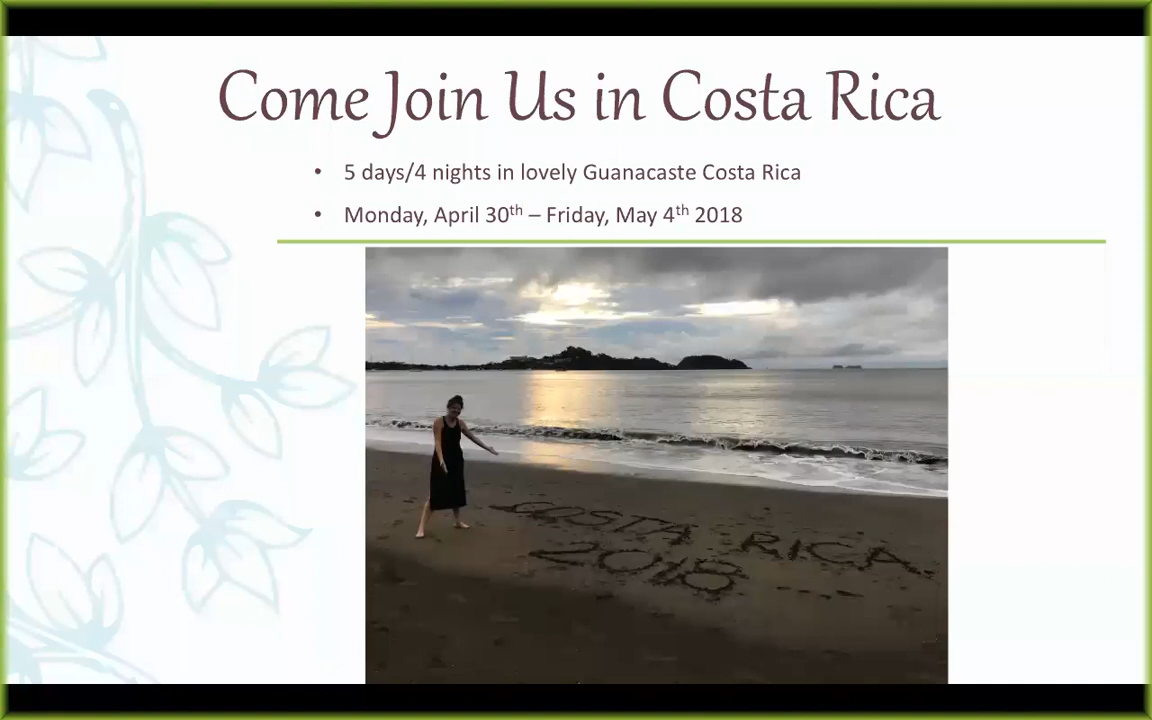 Come Join Us in Costa Rica
• 5 days/4 nights in lovely Guanacaste Costa Rica
• Monday, April 30th – Friday, May 4th 2018
COSTA RICA
2018